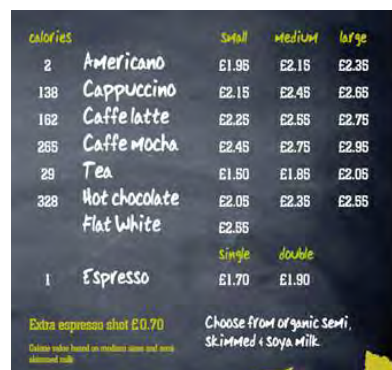 calories small medium large
2 Americano £1.95 £2.15 £2.35
138 Cappuccino £2.15 £2.45 £2.65
162 Caffe latte £2.25 £2.55 £2.75
265 Caffe Mocha £2.45 £2.75 £2.95
29 Tea £1.50 £1.85 £2.05
328 Hot chocolate £2.05 £2.35 £2.55
Flat White £2.55
single double
1 Espresso £1.70 £1.90
Extra espresso shot £0.70
Choose from organic semi,
skimmed & soya milk
Calorie value based on medium sizes and semi
skimmed milk